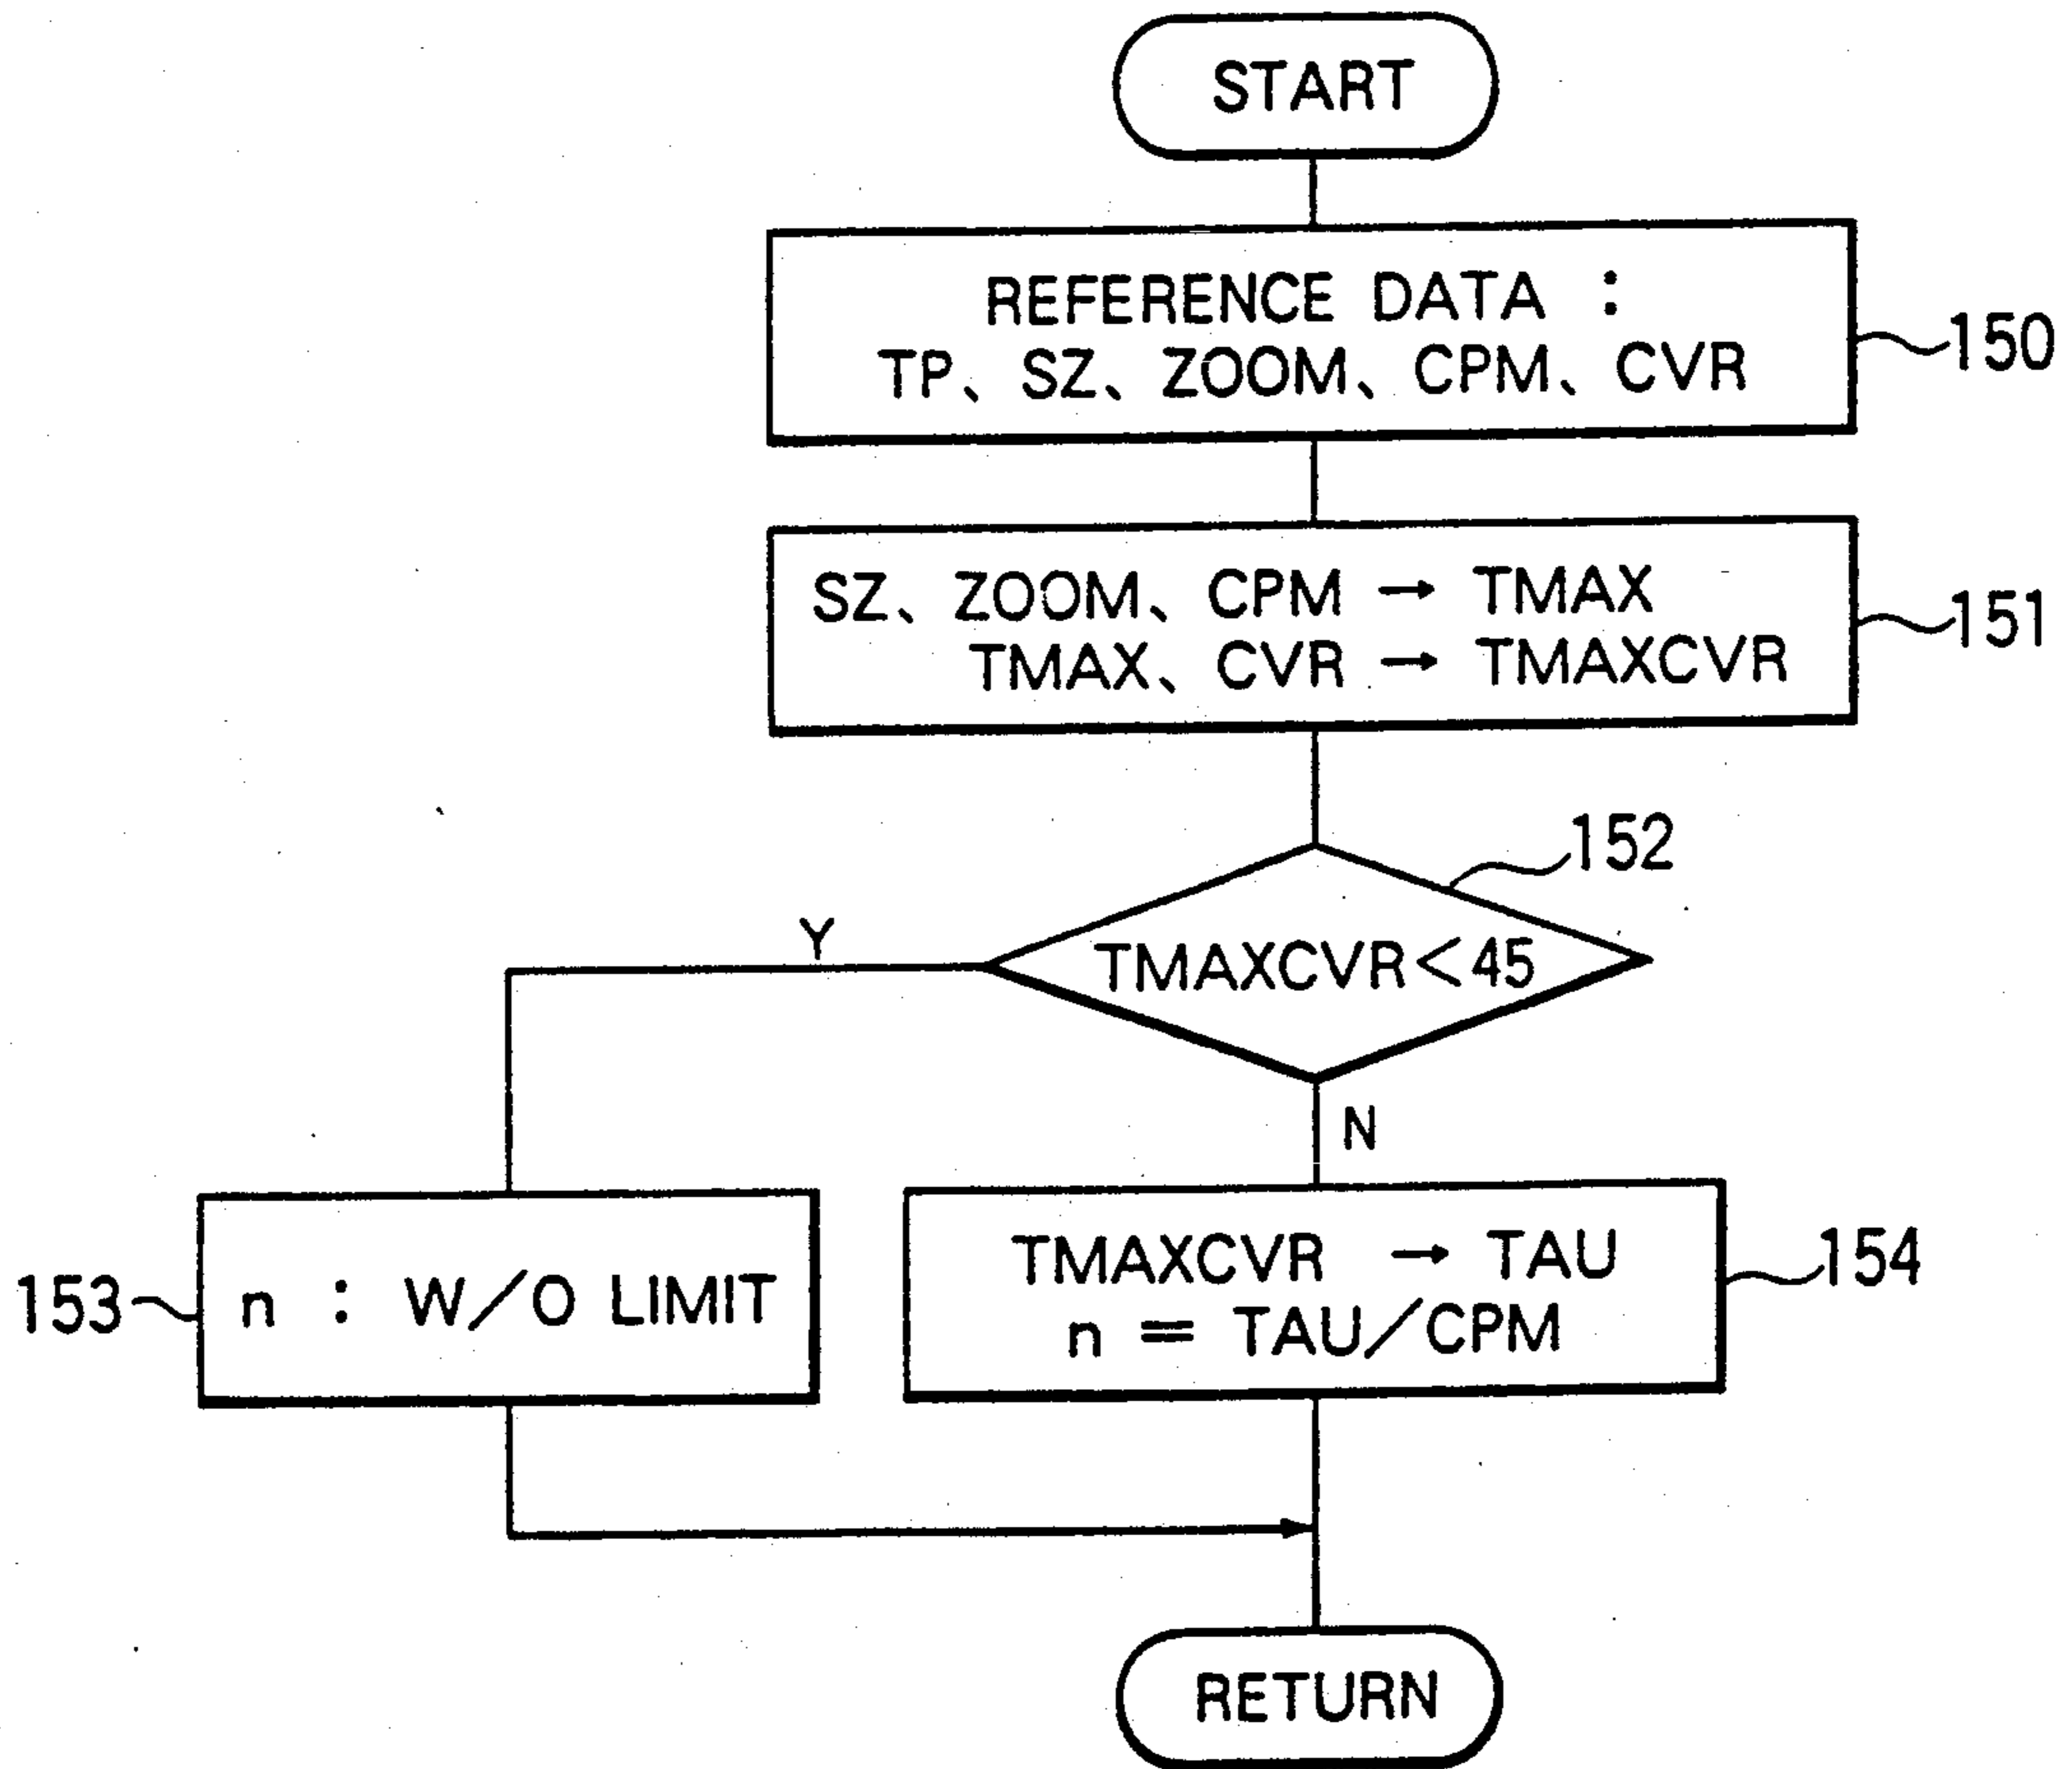 START
REFERENCE DATA :
TP、SZ、ZOOM、CPM、CVR
150
SZ、ZOOM、CPM → TMAX
TMAX、CVR → TMAXCVR
151
152
Y
TMAXCVR<45
N
153
n : W/O LIMIT
TMAXCVR → TAU
n = TAU/CPM
154
RETURN